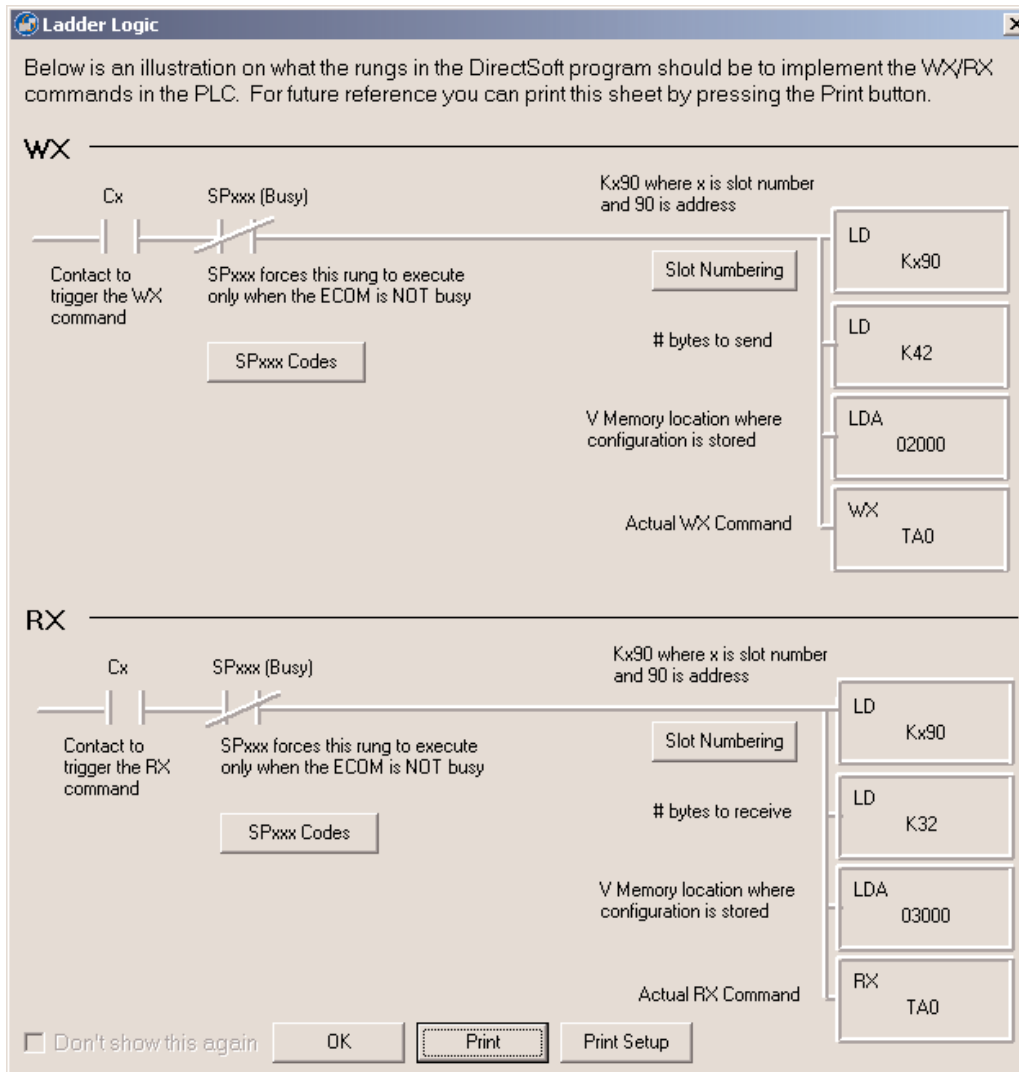 Ladder Logic
Below is an illustration on what the rungs in the DirectSoft program should be to implement the WX/RX
commands in the PLC. For future reference you can print this sheet by pressing the Print button.
WX
Cx
SPxxx (Busy)
Kx90 where x is slot number
and 90 is address
LD
Kx90
Contact to
trigger the WX
command
SPxxx forces this rung to execute
only when the ECOM is NOT busy
Slot Numbering
SPxxx Codes
# bytes to send
LD
K42
V Memory location where
configuration is stored
LDA
O2000
Actual WX Command
WX
TA0
RX
Cx
SPxxx (Busy)
Kx90 where x is slot number
and 90 is address
LD
Kx90
Contact to
trigger the RX
command
SPxxx forces this rung to execute
only when the ECOM is NOT busy
Slot Numbering
SPxxx Codes
# bytes to receive
LD
K32
V Memory location where
configuration is stored
LDA
O3000
Actual RX Command
RX
TA0
Don't show this again
OK
Print
Print Setup